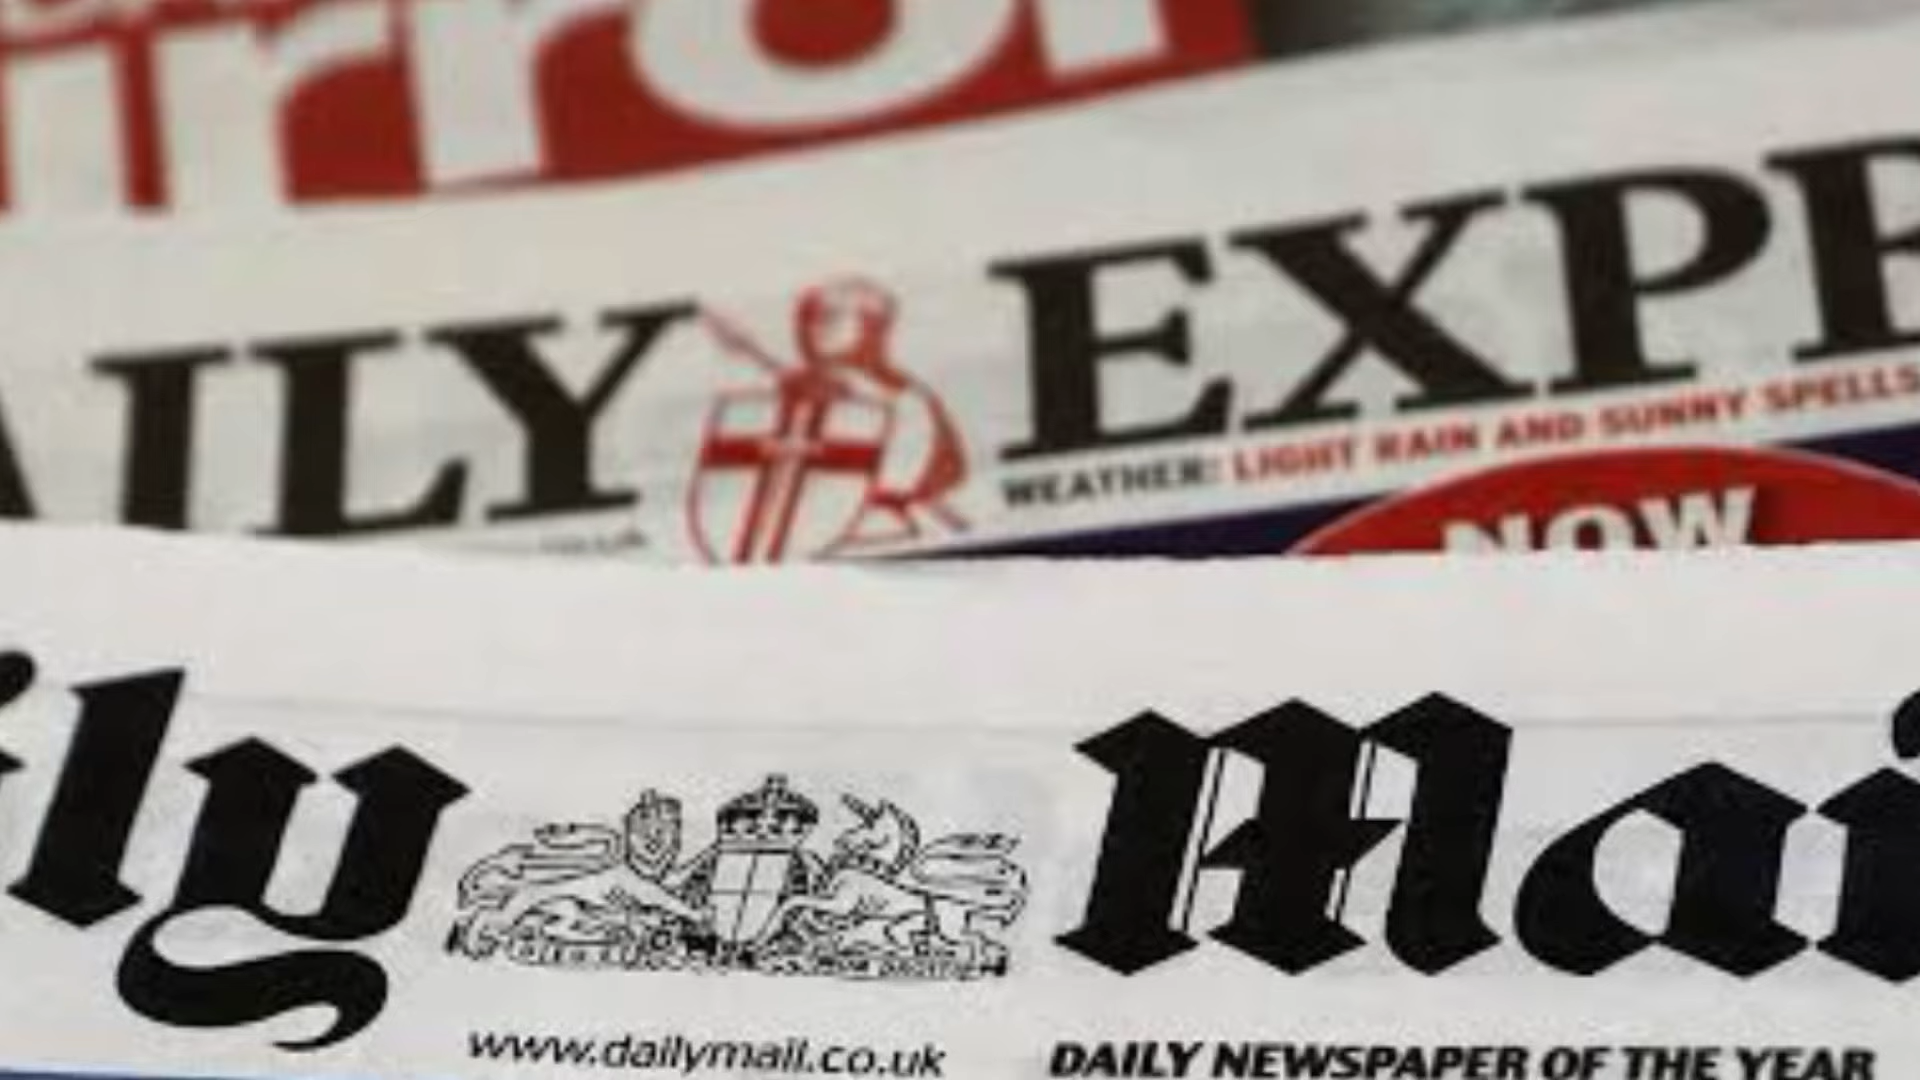 irror
AILY EXPR
WEATHER: LIGHT RAIN AND SUNNY SPELLS
NOW
ily Mai
www.dailymail.co.uk
DAILY NEWSPAPER OF THE YEAR